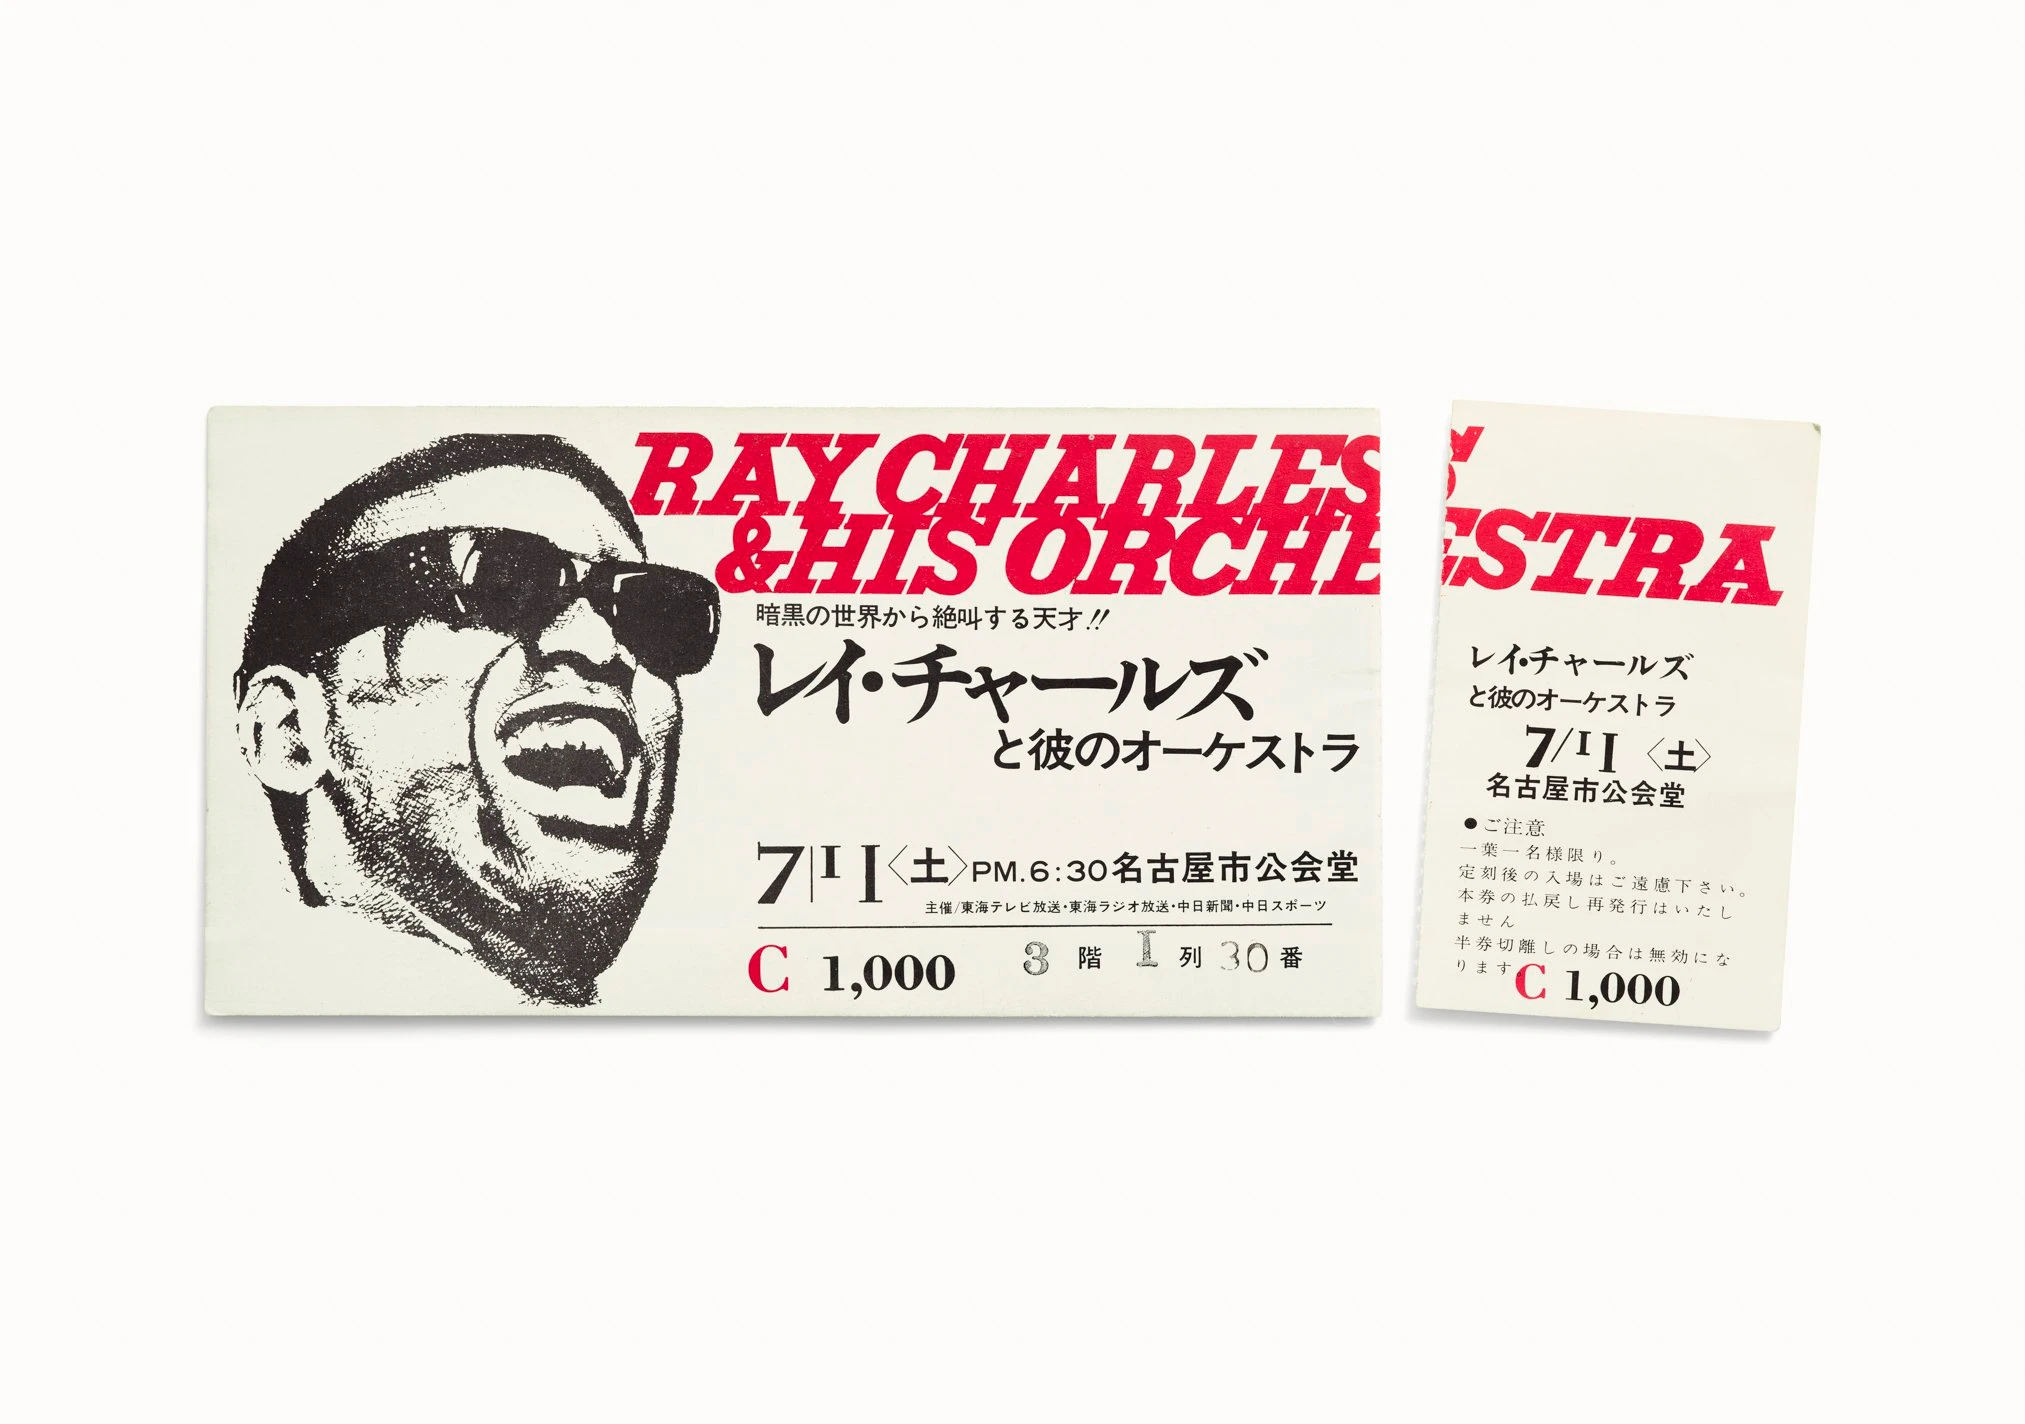 RAY CHARLES
& HIS ORCHE
暗黒の世界から絶叫する天才!!
レイ・チャールズ
と彼のオーケストラ
7|11〈土〉PM.6:30名古屋市公会堂
主催/東海テレビ放送・東海ラジオ放送・中日新聞・中日スポーツ
C 1,000 3 階 1 列 30 番
S
ESTRA
レイ・チャールズ
と彼のオーケストラ
7/11〈土〉
名古屋市公会堂
●ご注意
一葉一名様限り。
定刻後の入場はご遠慮下さい。
本券の払戻し再発行はいたし
ません
半券切離しの場合は無効にな
ります。
C 1,000